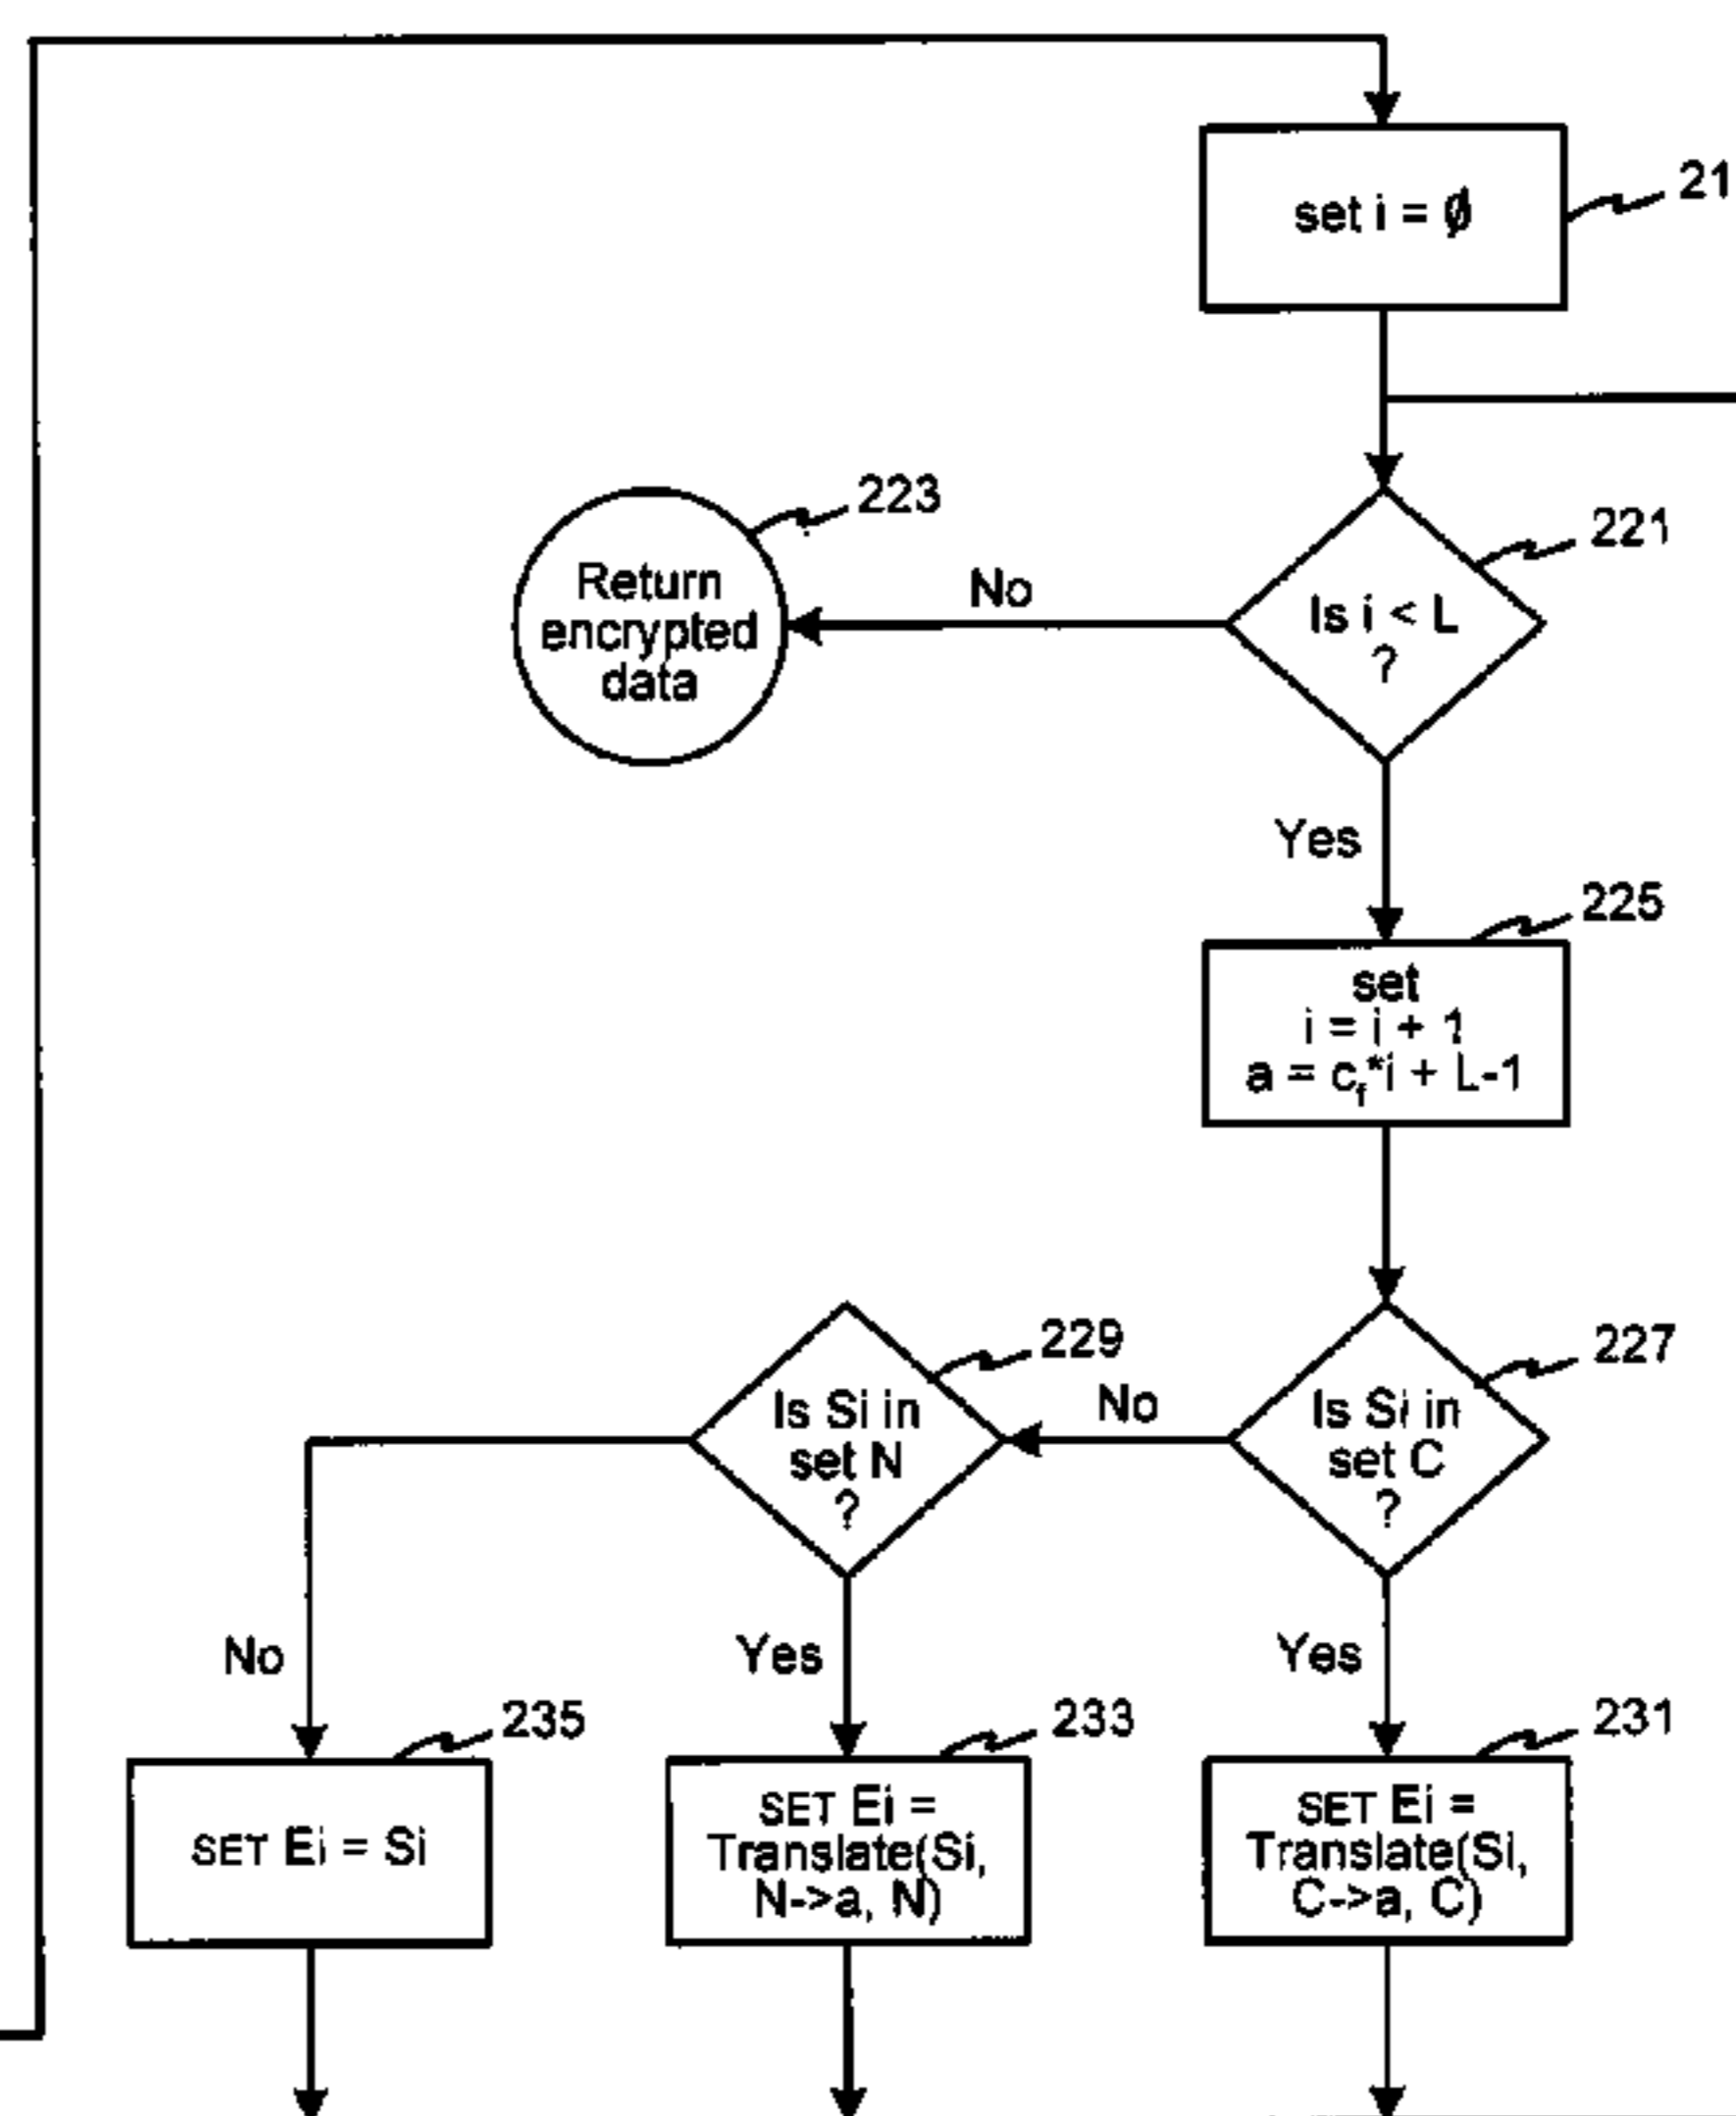 set i = 0
21
223
Return
encrypted
data
No
221
Is i < L
?
Yes
225
set
i = i + 1
a = cf*i + L-1
229
Is Si in
set N
?
No
227
Is Si in
set C
?
No
Yes
Yes
235
SET Ei = Si
233
SET Ei =
Translate(Si,
N->a, N)
231
SET Ei =
Translate(Si,
C->a, C)